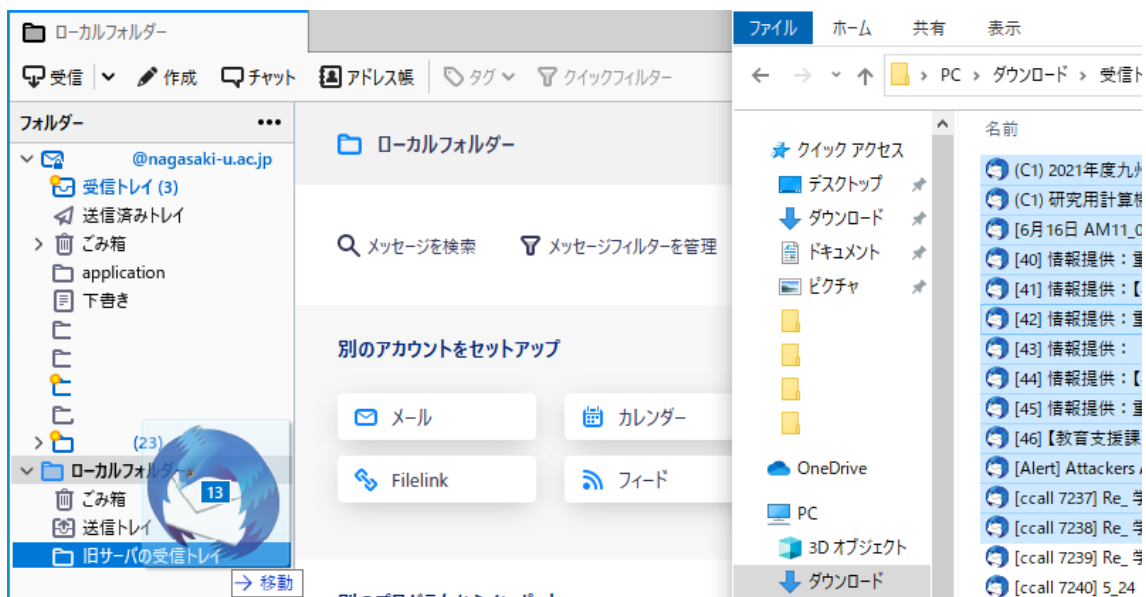 ローカルフォルダー
受信 作成 チャット アドレス帳 タグ クイックフィルター
フォルダー
@nagasaki-u.ac.jp
受信トレイ (3)
送信済みトレイ
ごみ箱
application
下書き
(23)
ローカルフォルダー
ごみ箱
送信トレイ
旧サーバの受信トレイ
13
移動
ローカルフォルダー
メッセージを検索 メッセージフィルターを管理
別のアカウントをセットアップ
メール カレンダー
Filelink フィード
ファイル ホーム 共有 表示
PC › ダウンロード › 受信ト
クイック アクセス
デスクトップ
ダウンロード
ドキュメント
ピクチャ
OneDrive
PC
3D オブジェクト
ダウンロード
名前
(C1) 2021年度九州
(C1) 研究用計算機
[6月16日 AM11_0
[40] 情報提供：重
[41] 情報提供：【
[42] 情報提供：重
[43] 情報提供：
[44] 情報提供：【
[45] 情報提供：重
[46]【教育支援課
[Alert] Attackers
[ccall 7237] Re_ 学
[ccall 7238] Re_ 学
[ccall 7239] Re_ 学
[ccall 7240] 5_24